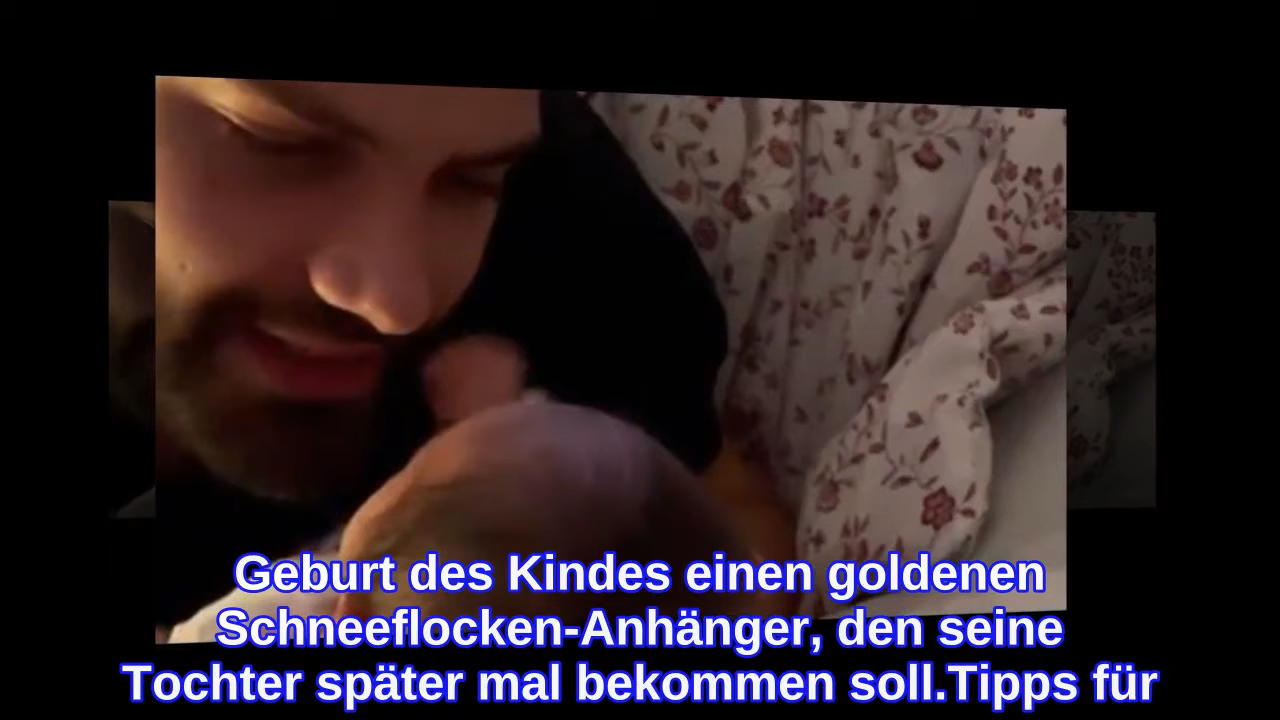 Geburt des Kindes einen goldenen
Schneeflocken-Anhänger, den seine
Tochter später mal bekommen soll.Tipps für